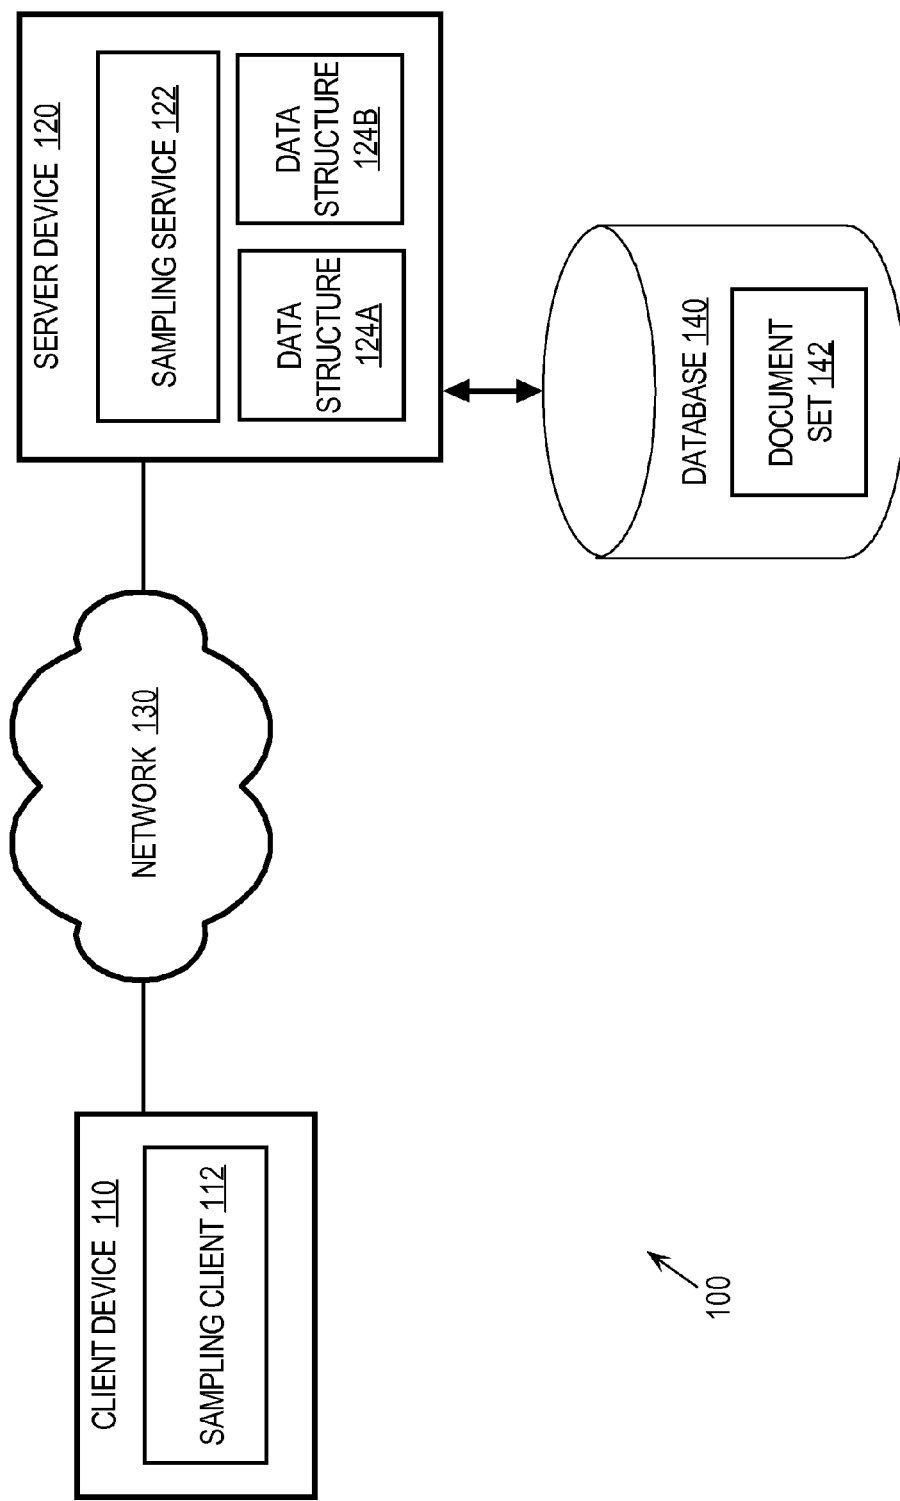 CLIENT DEVICE 110
SAMPLING CLIENT 112
NETWORK 130
SERVER DEVICE 120
SAMPLING SERVICE 122
DATA
STRUCTURE
124A
DATA
STRUCTURE
124B
DATABASE 140
DOCUMENT
SET 142
100